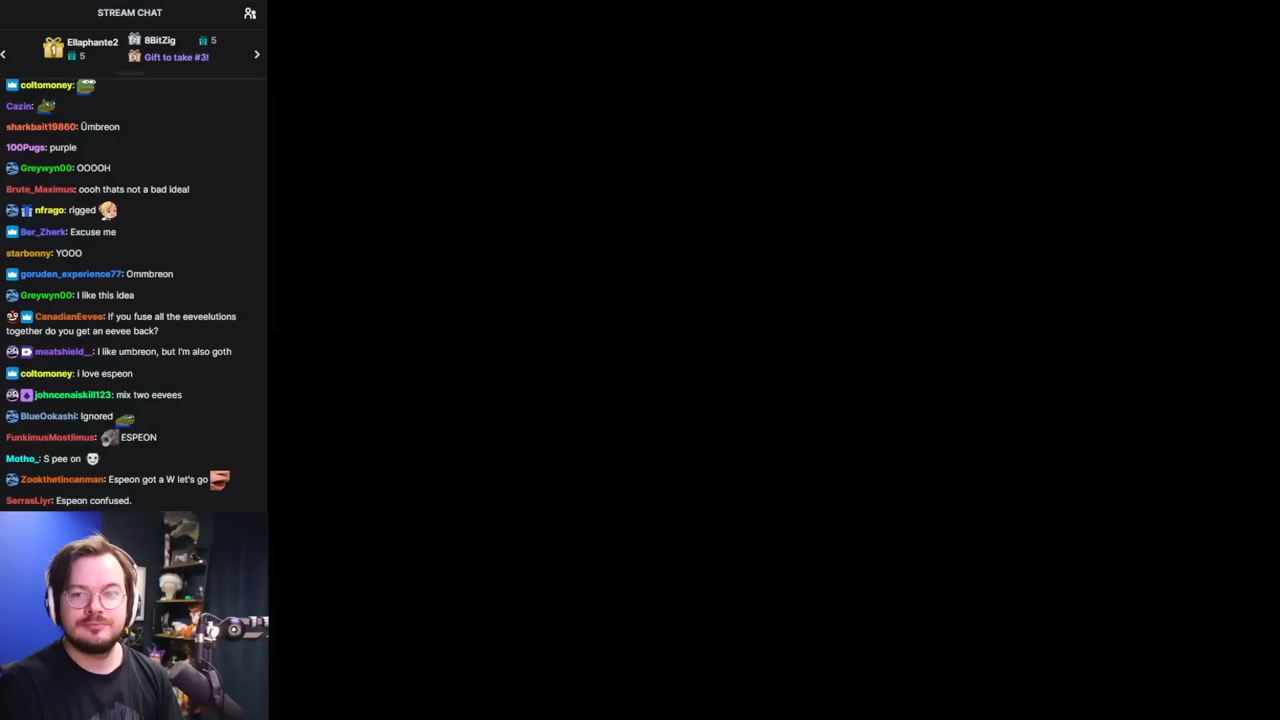 STREAM CHAT
Ellaphante2
5
8BitZig
5
Gift to take #3!
coltomoney:
Cazin:
sharkbait19860: Ümbreon
100Pugs: purple
Greywyn00: OOOOH
Brute_Maximus: oooh thats not a bad idea!
nfrago: rigged
Ber_Zherk: Excuse me
starbonny: YOOO
goruden_experience77: Ommbreon
Greywyn00: I like this idea
CanadianEevee: If you fuse all the eeveelutions
together do you get an eevee back?
meatshield__: I like umbreon, but I'm also goth
coltomoney: i love espeon
johncenaiskill123: mix two eevees
BlueOokashi: Ignored
FunkimusMostlimus: ESPEON
Motho_: S pee on
Zookthetincanman: Espeon got a W let's go
SerrasLiyr: Espeon confused.